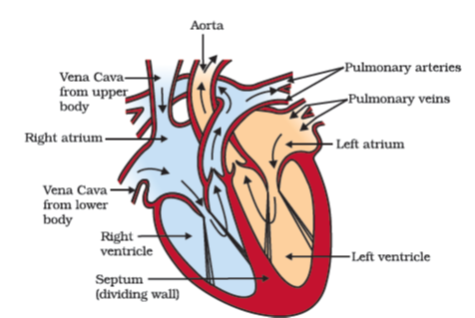 Aorta
Vena Cava
from upper
body
Pulmonary arteries
Pulmonary veins
Right atrium
Left atrium
Vena Cava
from lower
body
Right
ventricle
Left ventricle
Septum
(dividing wall)